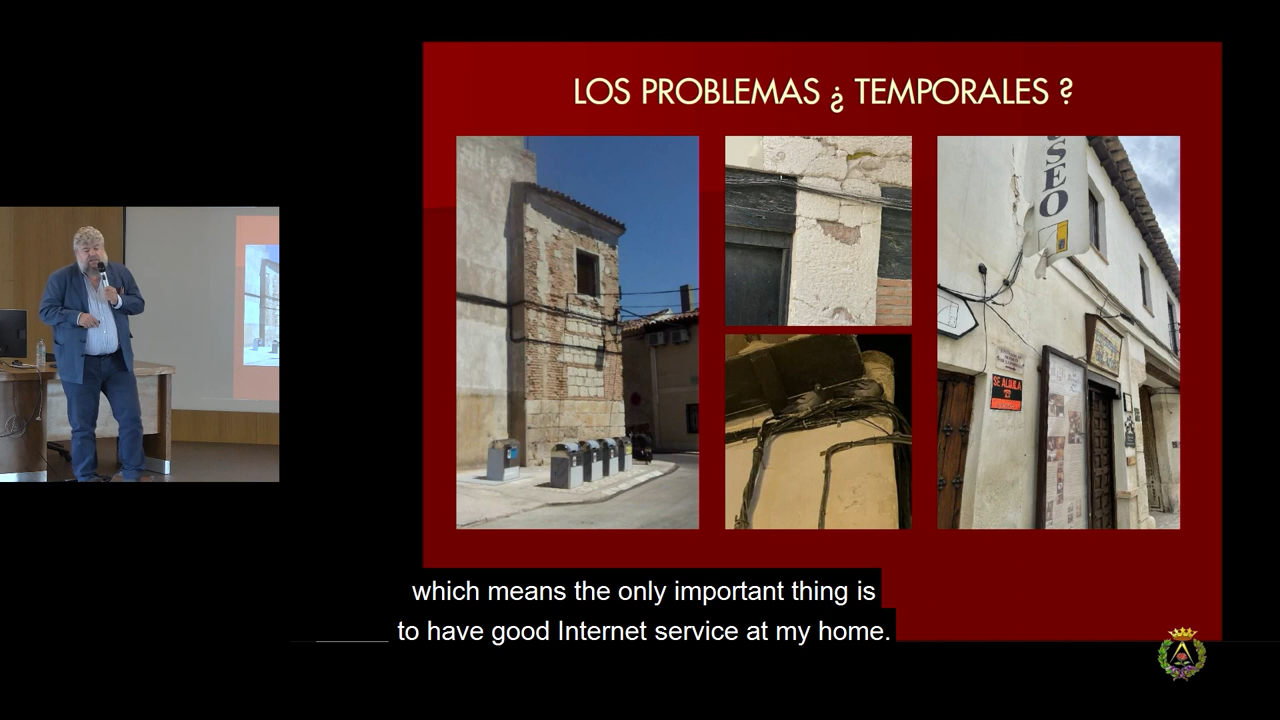 LOS PROBLEMAS ¿ TEMPORALES ?
SEO
SE ALQUILA
which means the only important thing is
to have good Internet service at my home.